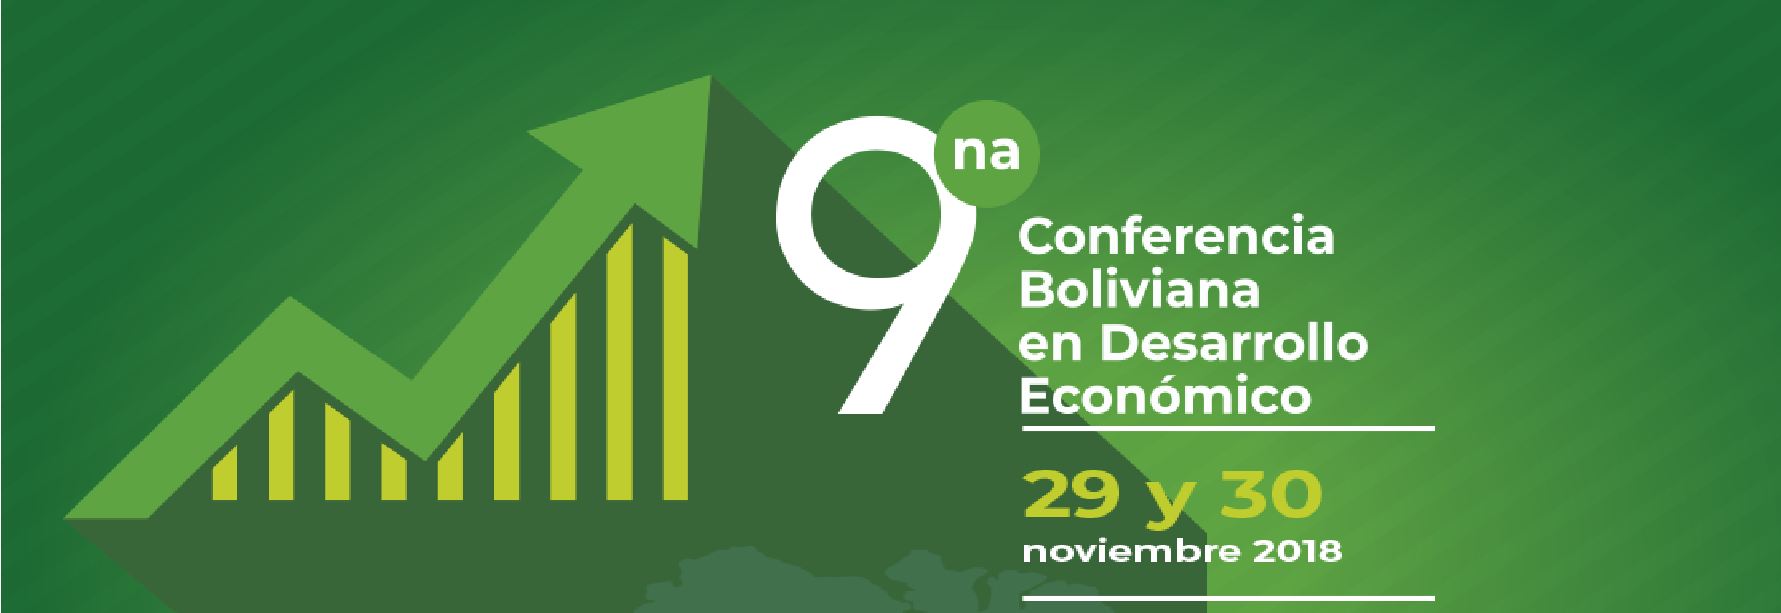 9na
Conferencia
Boliviana
en Desarrollo
Económico
29 y 30
noviembre 2018